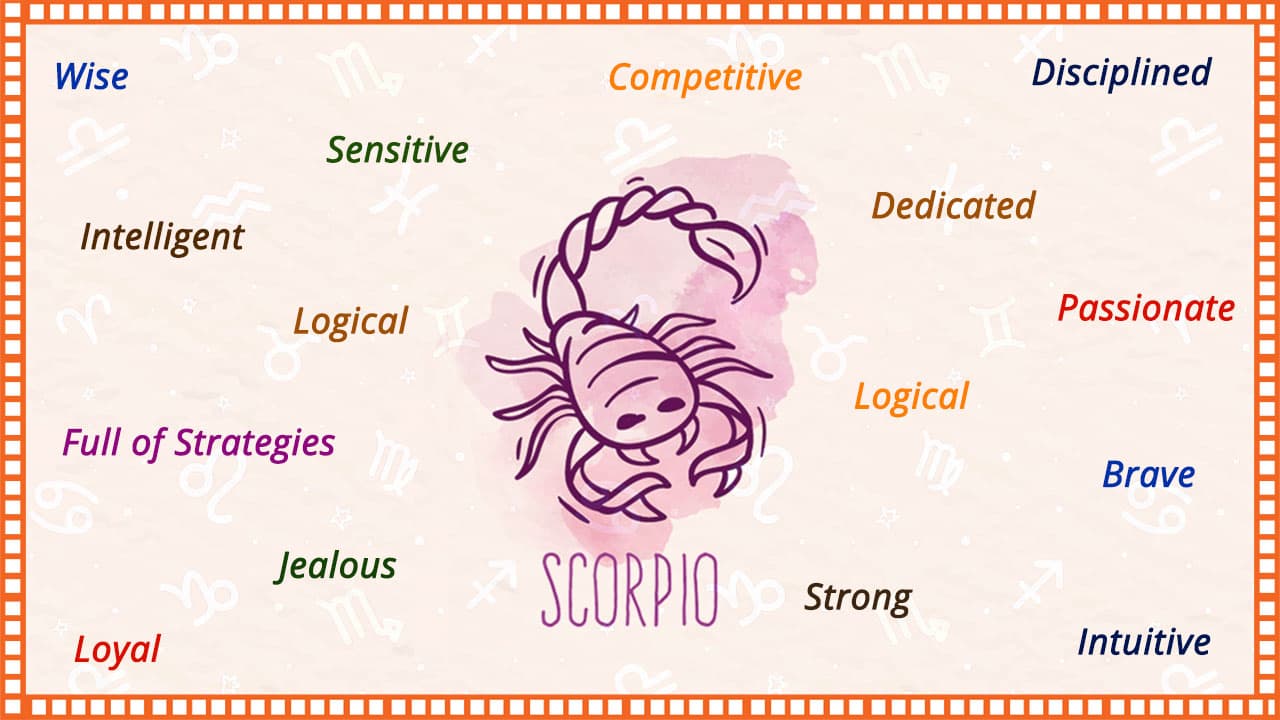 Wise
Competitive
Disciplined
Sensitive
Dedicated
Intelligent
Passionate
Logical
Logical
Full of Strategies
Brave
Jealous
SCORPIO
Strong
Loyal
Intuitive